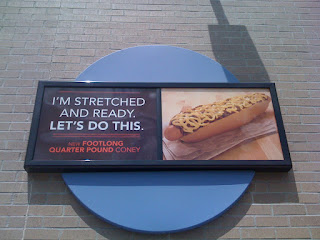 I'M STRETCHED
AND READY.
LET'S DO THIS.
NEW FOOTLONG
QUARTER POUND CONEY